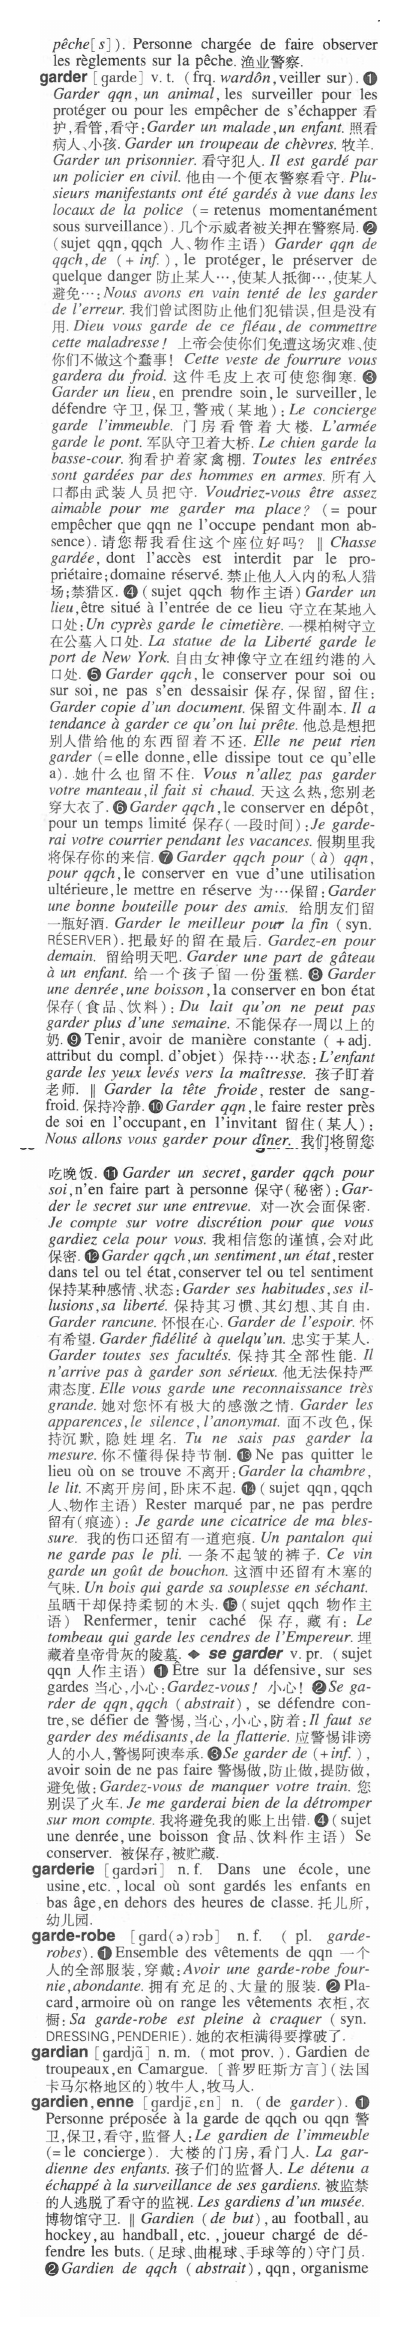 pêche[s]). Personne chargée de faire observer
les règlements sur la pêche. 渔业警察.
garder [garde] v.t. (frq. wardôn, veiller sur). ❶
Garder qqn, un animal, les surveiller pour les
protéger ou pour les empêcher de s'échapper 看
护,看管,看守:Garder un malade, un enfant. 照看
病人、小孩. Garder un troupeau de chèvres. 牧羊.
Garder un prisonnier. 看守犯人. Il est gardé par
un policier en civil. 他由一个便衣警察看守. Plu-
sieurs manifestants ont été gardés à vue dans les
locaux de la police (= retenus momentanément
sous surveillance). 几个示威者被关押在警察局. ❷
(sujet qqn, qqch 人、物作主语) Garder qqn de
qqch, de (+ inf.), le protéger, le préserver de
quelque danger 防止某人…,使某人抵御…,使某人
避免…:Nous avons en vain tenté de les garder
de l'erreur. 我们曾试图防止他们犯错误,但是没有
用. Dieu vous garde de ce fléau, de commettre
cette maladresse! 上帝会使你们免遭这场灾难、使
你们不做这个蠢事! Cette veste de fourrure vous
gardera du froid. 这件毛皮上衣可使您御寒. ❸
Garder un lieu, en prendre soin, le surveiller, le
défendre 守卫,保卫,警戒(某地):Le concierge
garde l'immeuble. 门房看管着大楼. L'armée
garde le pont. 军队守卫着大桥. Le chien garde la
basse-cour. 狗看护着家禽棚. Toutes les entrées
sont gardées par des hommes en armes. 所有入
口都由武装人员把守. Voudriez-vous être assez
aimable pour me garder ma place? (= pour
empêcher que qqn ne l'occupe pendant mon ab-
sence). 请您帮我看住这个座位好吗? ‖ Chasse
gardée, dont l'accès est interdit par le pro-
priétaire; domaine réservé. 禁止他人入内的私人猎
场;禁猎区. ❹ (sujet qqch 物作主语) Garder un
lieu, être situé à l'entrée de ce lieu 守立在某地入
口处:Un cyprès garde le cimetière. 一棵柏树守立
在公墓入口处. La statue de la Liberté garde le
port de New York. 自由女神像守立在纽约港的入
口处. ❺ Garder qqch, le conserver pour soi ou
sur soi, ne pas s'en dessaisir 保存,保留,留住:
Garder copie d'un document. 保留文件副本. Il a
tendance à garder ce qu'on lui prête. 他总是想把
别人借给他的东西留着不还. Elle ne peut rien
garder (= elle donne, elle dissipe tout ce qu'elle
a). 她什么也留不住. Vous n'allez pas garder
votre manteau, il fait si chaud. 天这么热,您别老
穿大衣了. ❻ Garder qqch, le conserver en dépôt,
pour un temps limité 保存(一段时间):Je garde-
rai votre courrier pendant les vacances. 假期里我
将保存你的来信. ❼ Garder qqch pour (à) qqn,
pour qqch, le conserver en vue d'une utilisation
ultérieure, le mettre en réserve 为…保留:Garder
une bonne bouteille pour des amis. 给朋友们留
一瓶好酒. Garder le meilleur pour la fin (syn.
RÉSERVER). 把最好的留在最后. Gardez-en pour
demain. 留给明天吧. Garder une part de gâteau
à un enfant. 给一个孩子留一份蛋糕. ❽ Garder
une denrée, une boisson, la conserver en bon état
保存(食品、饮料):Du lait qu'on ne peut pas
garder plus d'une semaine. 不能保存一周以上的
奶. ❾ Tenir, avoir de manière constante (+ adj.
attribut du compl. d'objet) 保持…状态:L'enfant
garde les yeux levés vers la maîtresse. 孩子盯着
老师. ‖ Garder la tête froide, rester de sang-
froid. 保持冷静. ❿ Garder qqn, le faire rester près
de soi en l'occupant, en l'invitant 留住(某人):
Nous allons vous garder pour dîner. 我们将留您
吃晚饭. ⓫ Garder un secret, garder qqch pour
soi, n'en faire part à personne 保守(秘密):Gar-
der le secret sur une entrevue. 对一次会面保密.
Je compte sur votre discrétion pour que vous
gardiez cela pour vous. 我相信您的谨慎,会对此
保密. ⓬ Garder qqch, un sentiment, un état, rester
dans tel ou tel état, conserver tel ou tel sentiment
保持某种感情、状态:Garder ses habitudes, ses il-
lusions, sa liberté. 保持其习惯、其幻想、其自由.
Garder rancune. 怀恨在心. Garder de l'espoir. 怀
有希望. Garder fidélité à quelqu'un. 忠实于某人.
Garder toutes ses facultés. 保持其全部性能. Il
n'arrive pas à garder son sérieux. 他无法保持严
肃态度. Elle vous garde une reconnaissance très
grande. 她对您怀有极大的感激之情. Garder les
apparences, le silence, l'anonymat. 面不改色,保
持沉默,隐姓埋名. Tu ne sais pas garder la
mesure. 你不懂得保持节制. ⓭ Ne pas quitter le
lieu où on se trouve 不离开:Garder la chambre,
le lit. 不离开房间,卧床不起. ⓮ (sujet qqn, qqch
人、物作主语) Rester marqué par, ne pas perdre
留有(痕迹):Je garde une cicatrice de ma bles-
sure. 我的伤口还留有一道疤痕. Un pantalon qui
ne garde pas le pli. 一条不起皱的裤子. Ce vin
garde un goût de bouchon. 这酒中还留有木塞的
气味. Un bois qui garde sa souplesse en séchant.
虽晒干却保持柔韧的木头. ⓯ (sujet qqch 物作主
语) Renfermer, tenir caché 保存,藏有:Le
tombeau qui garde les cendres de l'Empereur. 埋
藏着皇帝骨灰的陵墓. ◆ se garder v. pr. (sujet
qqn 人作主语) ❶ Être sur la défensive, sur ses
gardes 当心,小心:Gardez-vous! 小心! ❷ Se ga-
rder de qqn, qqch (abstrait), se défendre con-
tre, se défier de 警惕,当心,小心,防着:Il faut se
garder des médisants, de la flatterie. 应警惕诽谤
人的小人,警惕阿谀奉承. ❸ Se garder de (+ inf.),
avoir soin de ne pas faire 警惕做,防止做,提防做,
避免做:Gardez-vous de manquer votre train. 您
别误了火车. Je me garderai bien de la détromper
sur mon compte. 我将避免我的账上出错. ❹ (sujet
une denrée, une boisson 食品、饮料作主语) Se
conserver. 被保存,被贮藏.
garderie [gardəri] n.f. Dans une école, une
usine, etc., local où sont gardés les enfants en
bas âge, en dehors des heures de classe. 托儿所,
幼儿园.
garde-robe [gard(ə)rɔb] n.f. (pl. garde-
robes). ❶ Ensemble des vêtements de qqn 一个
人的全部服装,穿戴:Avoir une garde-robe four-
nie, abondante. 拥有充足的、大量的服装. ❷ Pla-
card, armoire où on range les vêtements 衣柜,衣
橱:Sa garde-robe est pleine à craquer (syn.
DRESSING, PENDERIE). 她的衣柜满得要撑破了.
gardian [gardjɑ̃] n.m. (mot prov.). Gardien de
troupeaux, en Camargue. [普罗旺斯方言](法国
卡马尔格地区的)牧牛人,牧马人.
gardien, enne [gardjɛ̃, ɛn] n. (de garder). ❶
Personne préposée à la garde de qqch ou qqn 警
卫,保卫,看守,监督人:Le gardien de l'immeuble
(= le concierge). 大楼的门房,看门人. La gar-
dienne des enfants. 孩子们的监督人. Le détenu a
échappé à la surveillance de ses gardiens. 被监禁
的人逃脱了看守的监视. Les gardiens d'un musée.
博物馆守卫. ‖ Gardien (de but), au football, au
hockey, au handball, etc., joueur chargé de dé-
fendre les buts. (足球、曲棍球、手球等的)守门员.
❷ Gardien de qqch (abstrait), qqn, organisme